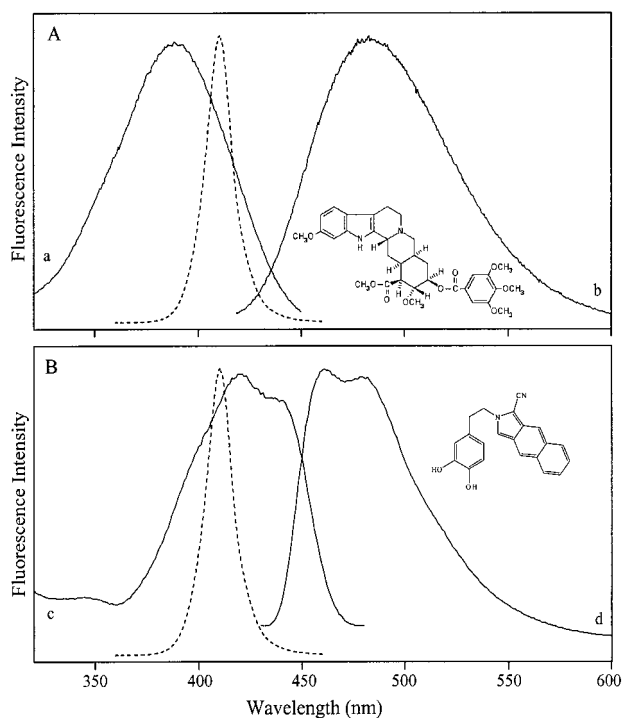 A
Fluorescence Intensity
a
b
CH₃O
N
H
N
H
H
H
CH₃O
C
O
OCH₃
H
H
O
C
O
OCH₃
OCH₃
OCH₃
B
Fluorescence Intensity
c
d
CN
N
HO
OH
350 400 450 500 550 600
Wavelength (nm)